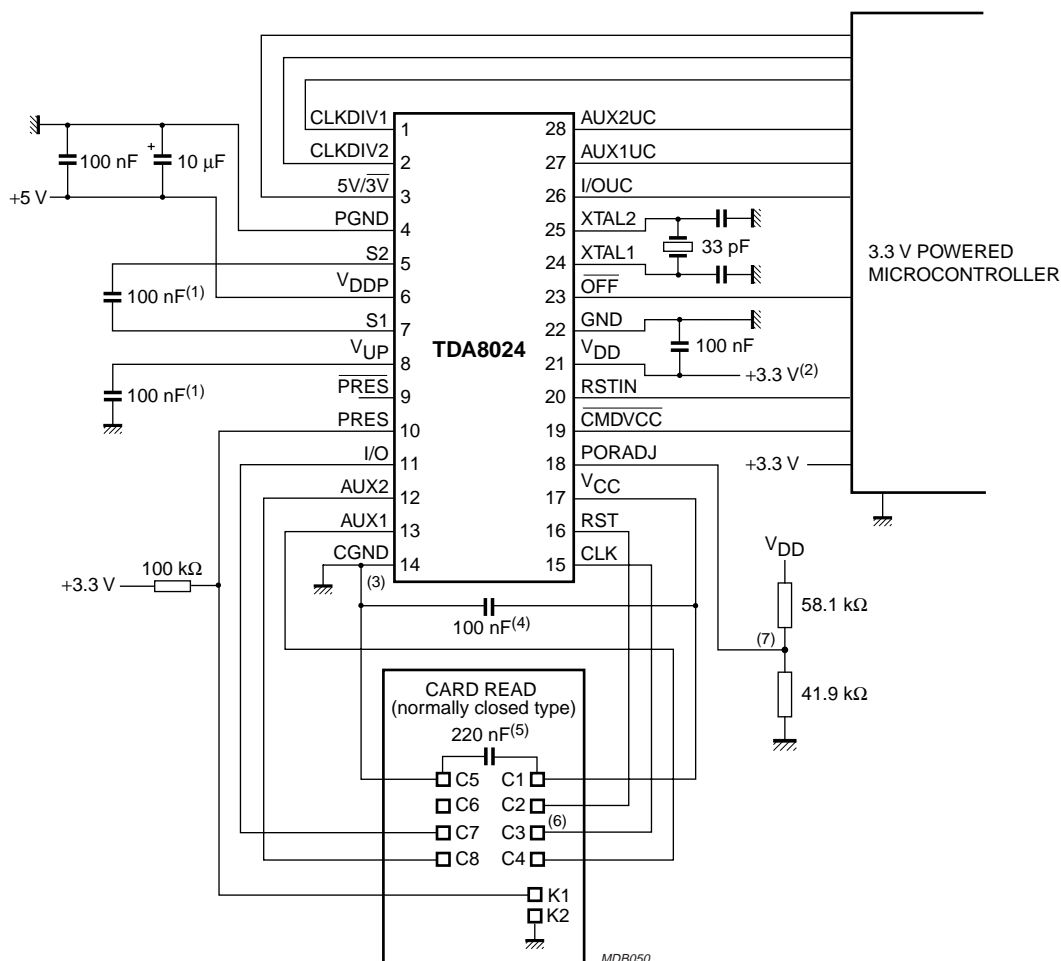 CLKDIV1 1
CLKDIV2 2
5V/3V 3
PGND 4
S2 5
VDDP 6
S1 7
VUP 8
PRES 9
PRES 10
I/O 11
AUX2 12
AUX1 13
CGND 14
(3)
TDA8024
28 AUX2UC
27 AUX1UC
26 I/OUC
25 XTAL2
24 XTAL1
23 OFF
22 GND
21 VDD
20 RSTIN
19 CMDVCC
18 PORADJ
17 VCC
16 RST
15 CLK
100 nF
+
10 μF
+5 V
100 nF(1)
100 nF(1)
33 pF
100 nF
+3.3 V(2)
3.3 V POWERED
MICROCONTROLLER
+3.3 V
VDD
58.1 kΩ
(7)
41.9 kΩ
+3.3 V
100 kΩ
100 nF(4)
CARD READ
(normally closed type)
220 nF(5)
C5 C1
C6 C2
C7 C3 (6)
C8 C4
K1
K2
MDB050